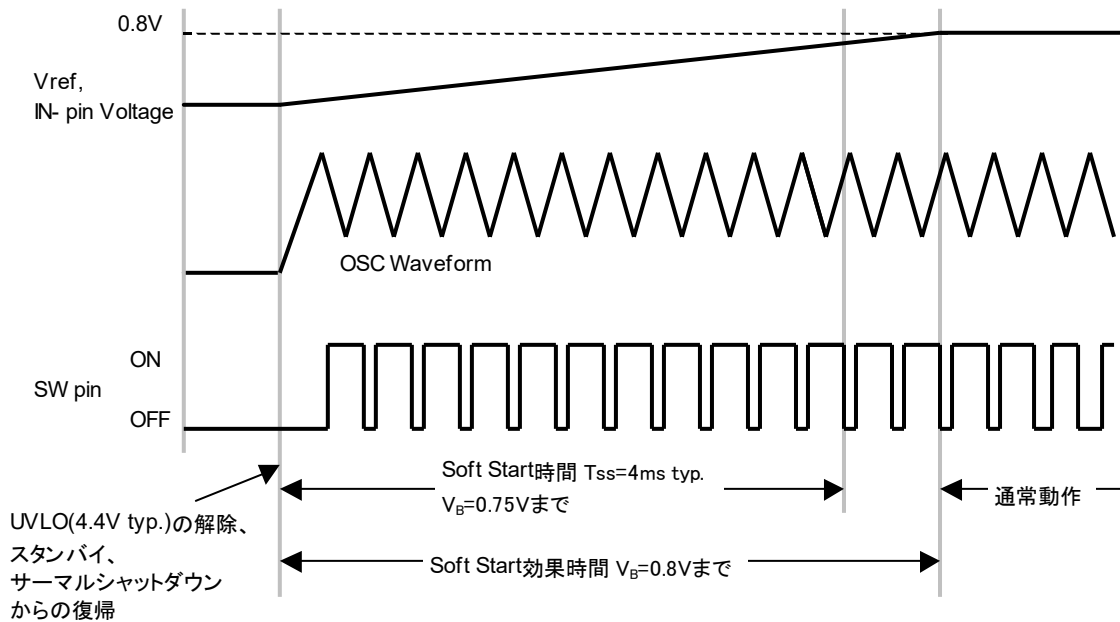 0.8V
Vref,
IN- pin Voltage
OSC Waveform
ON
SW pin
OFF
Soft Start時間 Tss=4ms typ.
VB=0.75Vまで
通常動作
UVLO(4.4V typ.)の解除、
スタンバイ、
サーマルシャットダウン
からの復帰
Soft Start効果時間 VB=0.8Vまで